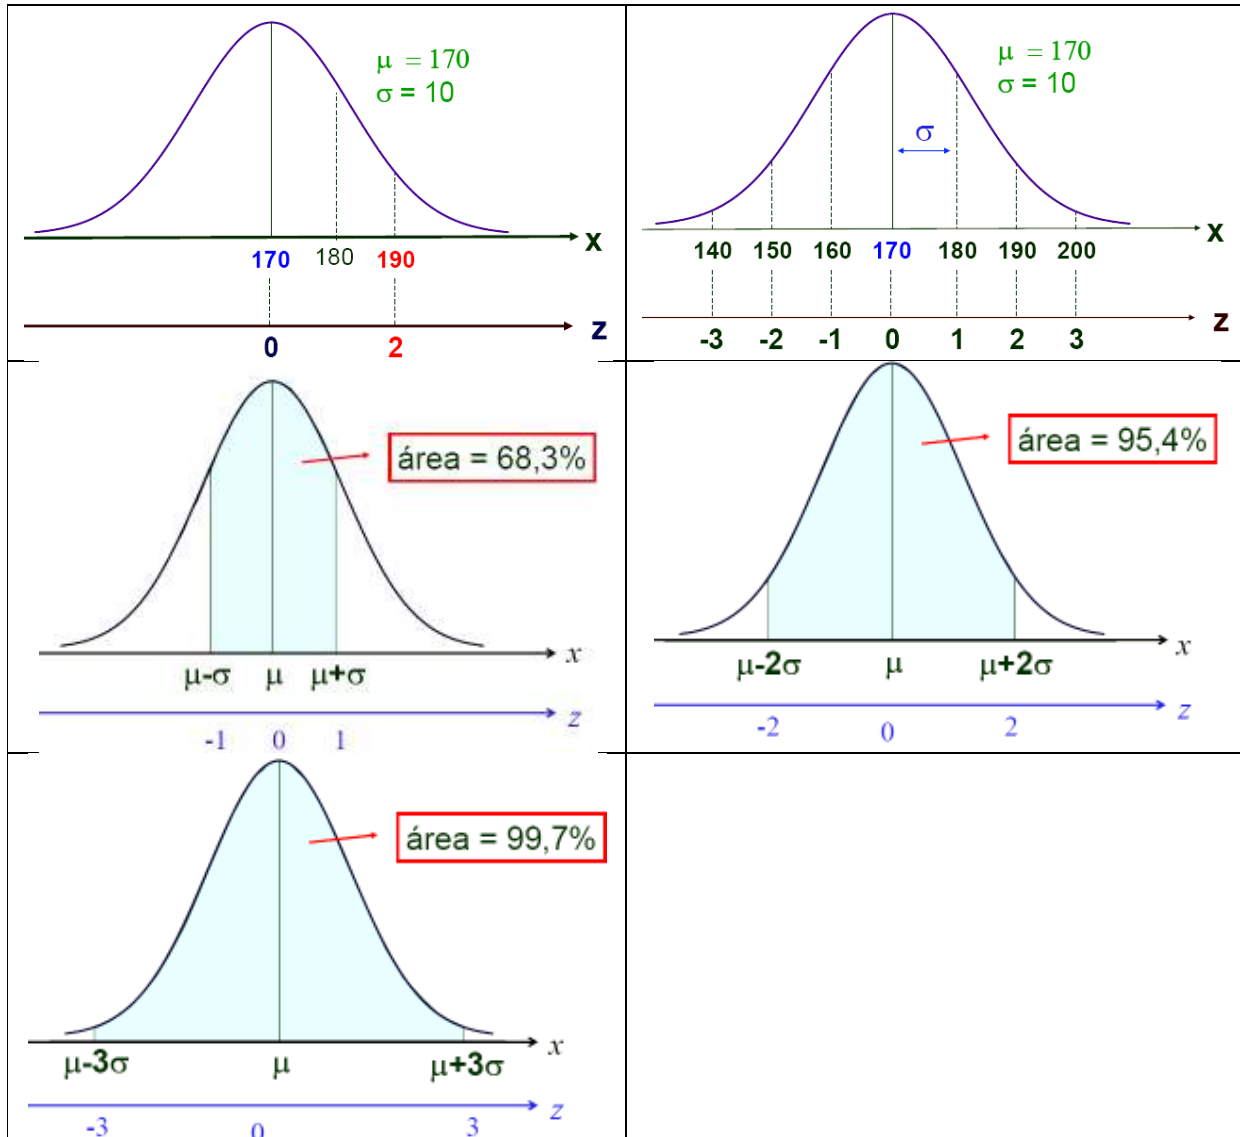 μ = 170
σ = 10
x
170 180 190
z
0 2
μ = 170
σ = 10
σ
x
140 150 160 170 180 190 200
z
-3 -2 -1 0 1 2 3
área = 68,3%
x
μ-σ μ μ+σ
z
-1 0 1
área = 95,4%
x
μ-2σ μ μ+2σ
z
-2 0 2
área = 99,7%
x
μ-3σ μ μ+3σ
z
-3 0 3